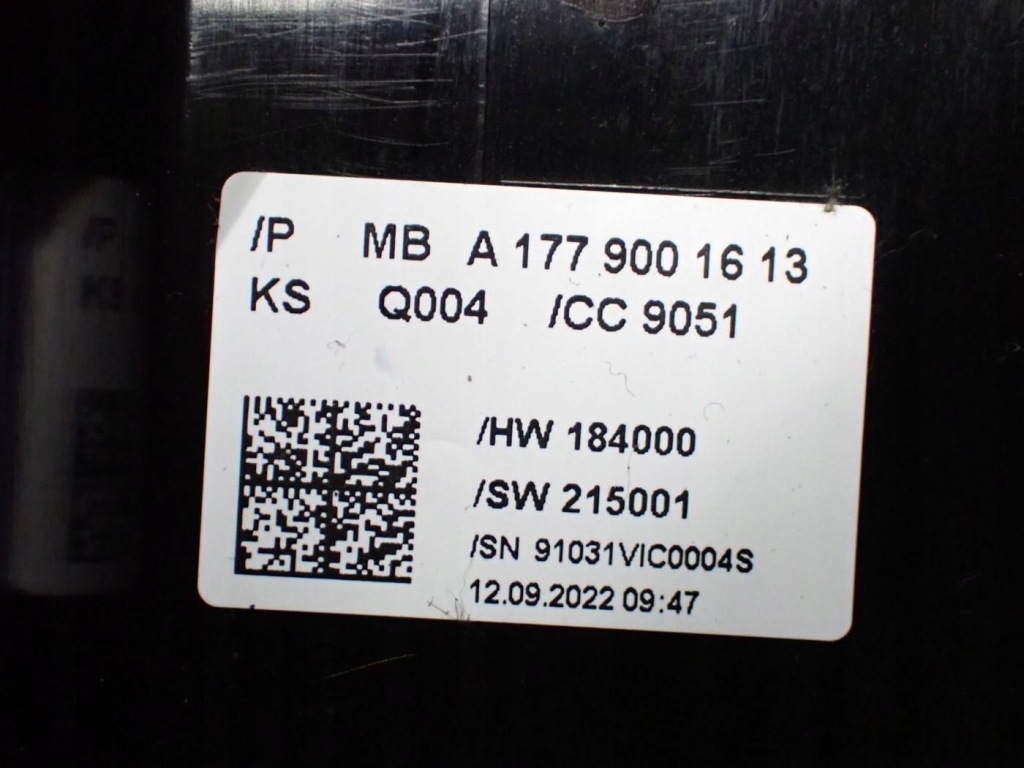 /P MB A 177 900 16 13
KS Q004 /CC 9051
/HW 184000
/SW 215001
/SN 91031VIC0004S
12.09.2022 09:47